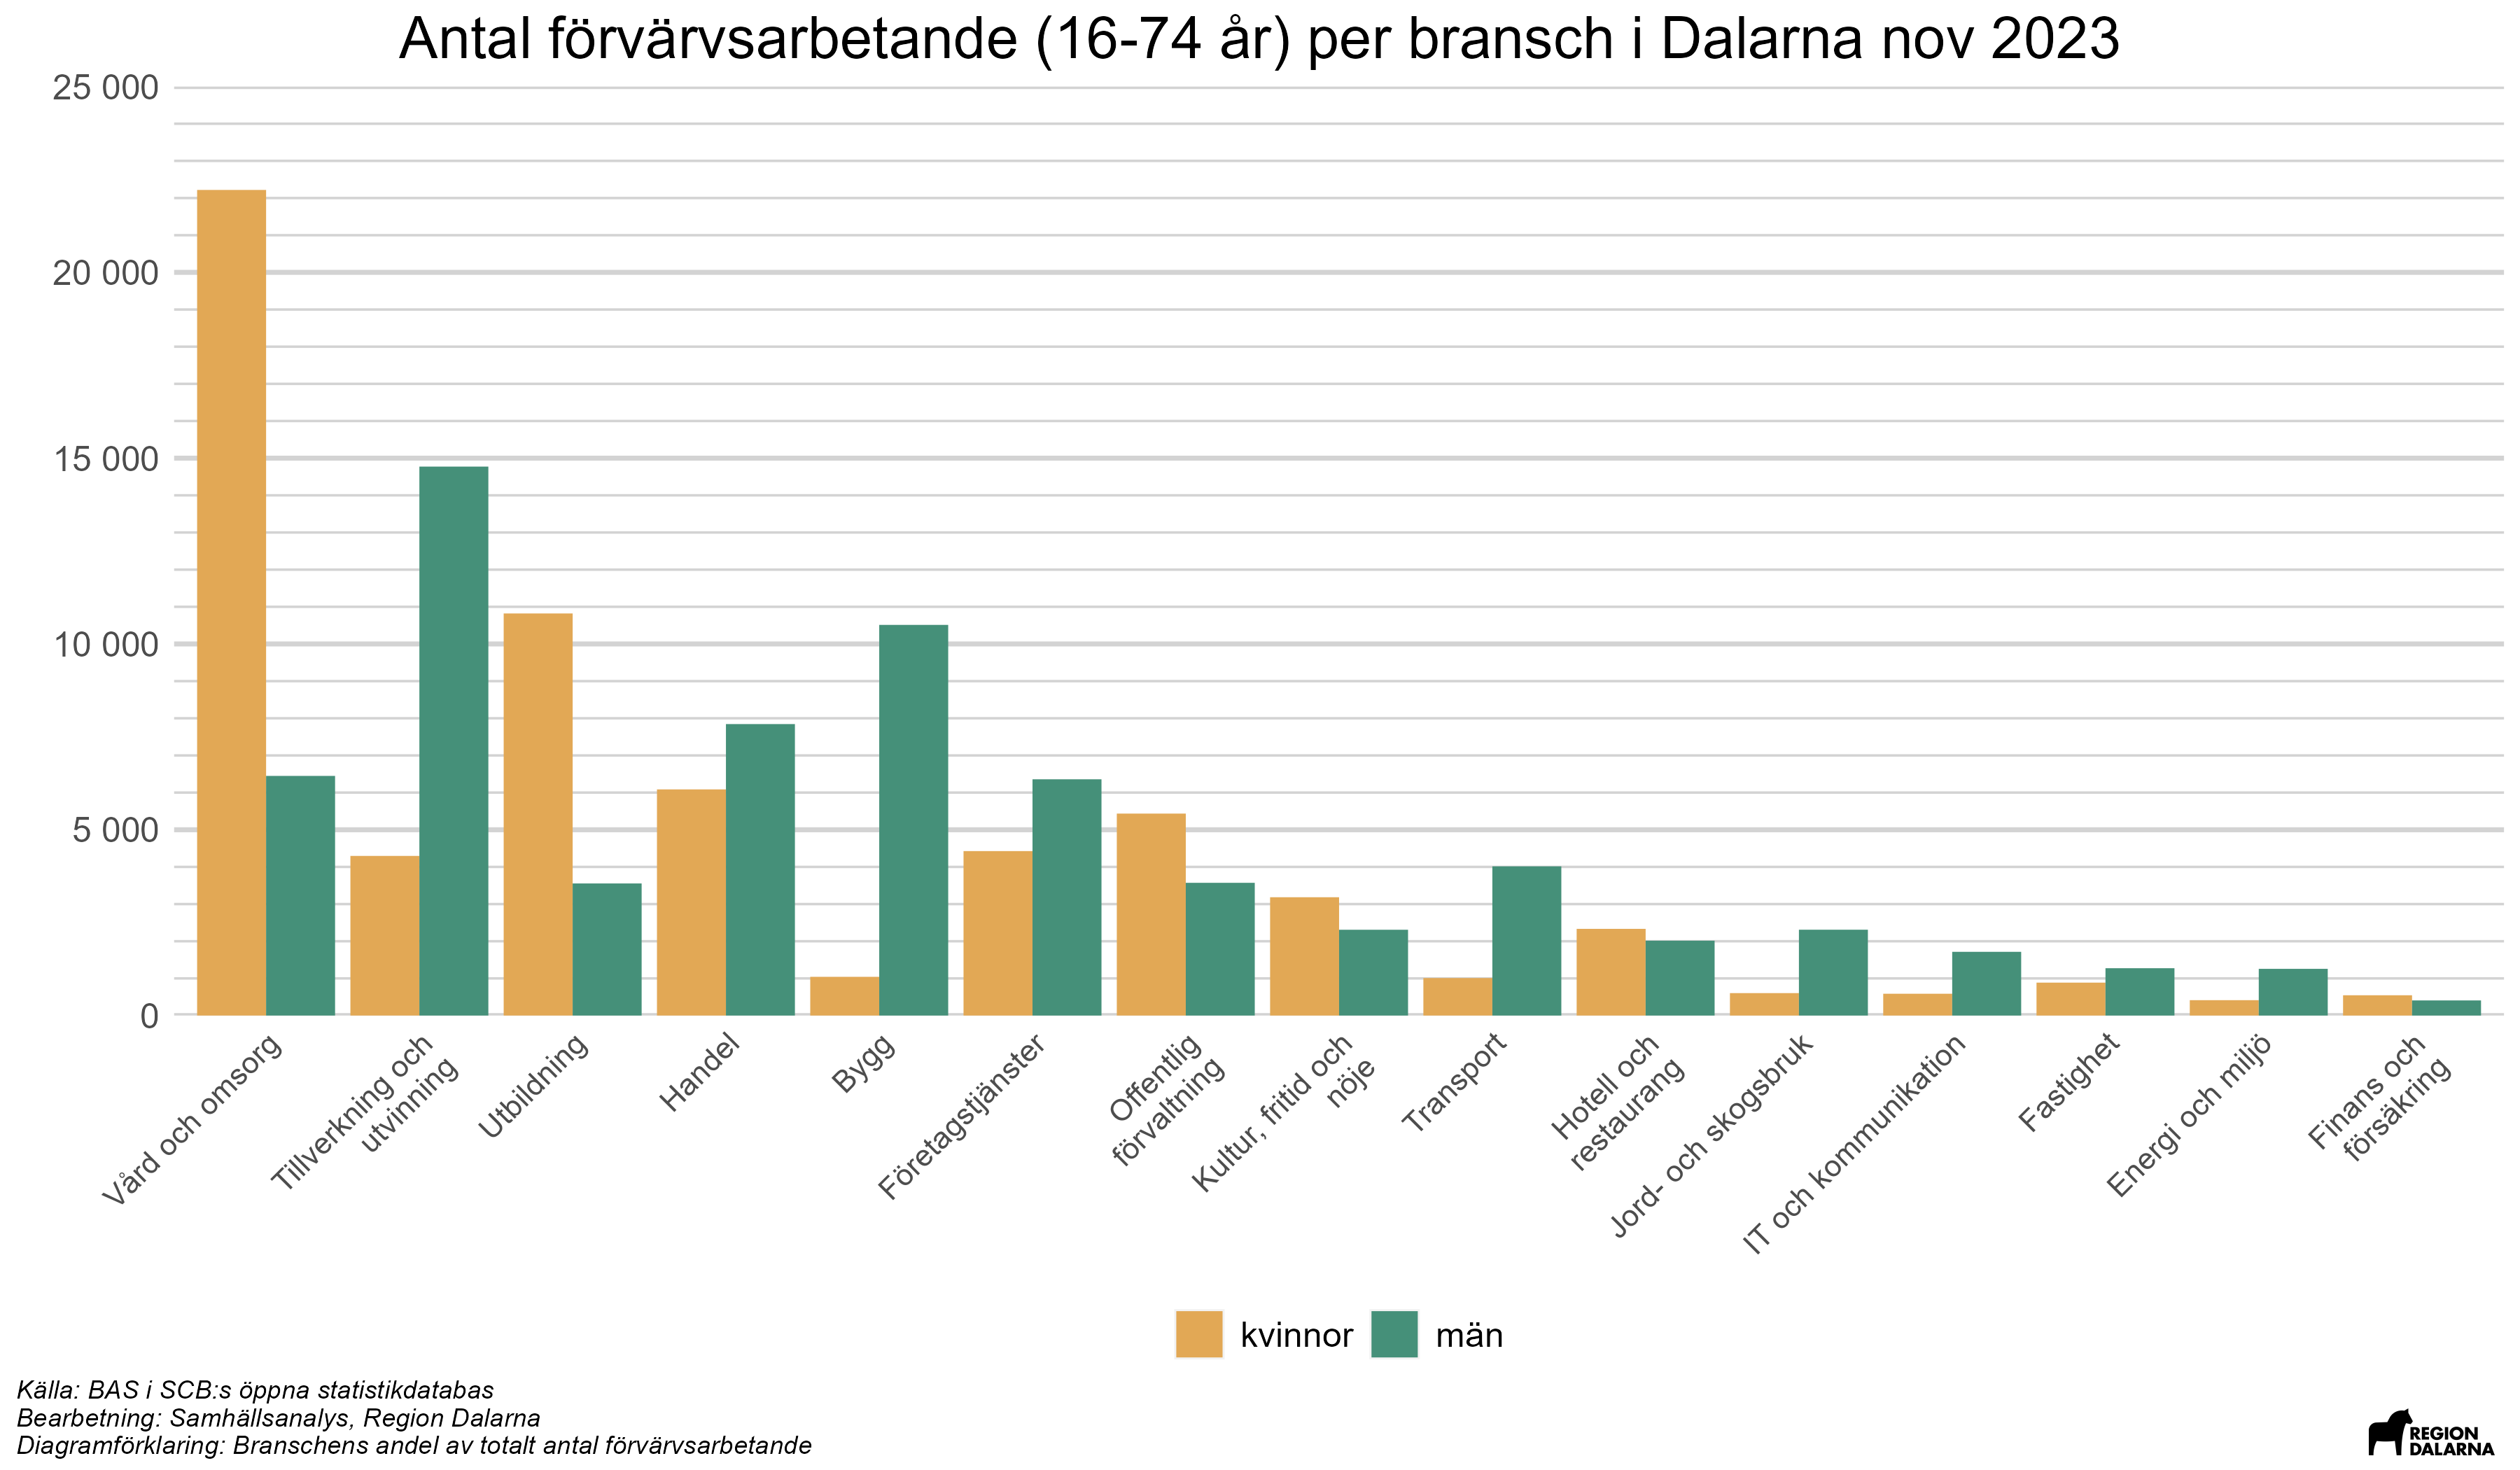 Antal förvärvsarbetande (16-74 år) per bransch i Dalarna nov 2023
25 000
20 000
15 000
10 000
5 000
0
Vård och omsorg
Tillverkning och
utvinning
Utbildning
Handel
Bygg
Företagstjänster
Offentlig
förvaltning
Kultur, fritid och
nöje
Transport
Hotell och
restaurang
Jord- och skogsbruk
IT och kommunikation
Fastighet
Energi och miljö
Finans och
försäkring
kvinnor
män
Källa: BAS i SCB:s öppna statistikdatabas
Bearbetning: Samhällsanalys, Region Dalarna
Diagramförklaring: Branschens andel av totalt antal förvärvsarbetande
REGION
DALARNA